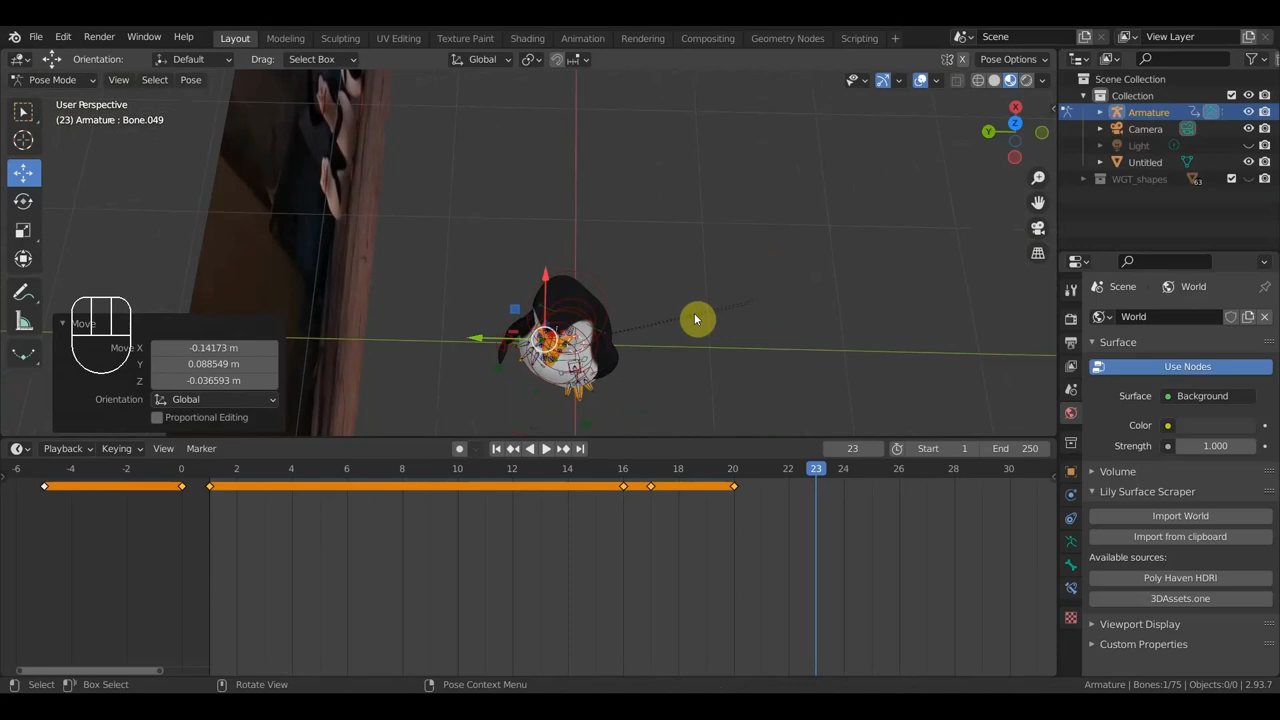 File Edit Render Window Help Layout Modeling Sculpting UV Editing Texture Paint Shading Animation Rendering Compositing Geometry Nodes Scripting + Scene View Layer
Orientation: Default Drag: Select Box Global X Pose Options
Pose Mode View Select Pose
User Perspective
(23) Armature : Bone.049
X
Y
Z
Scene Collection
Collection
Armature
Camera
Light
Untitled
WGT_shapes 63
Scene World
World
Surface
Use Nodes
Surface Background
Color
Strength 1.000
Volume
Lily Surface Scraper
Import World
Import from clipboard
Available sources:
Poly Haven HDRI
3DAssets.one
Viewport Display
Custom Properties
Move
Move X -0.14173 m
Y 0.088549 m
Z -0.036593 m
Orientation Global
Proportional Editing
Playback Keying View Marker 23 Start 1 End 250
-6 -4 -2 0 2 4 6 8 10 12 14 16 18 20 22 23 24 26 28 30
Select Box Select Rotate View Pose Context Menu Armature | Bones:1/75 | Objects:0/0 | 2.93.7